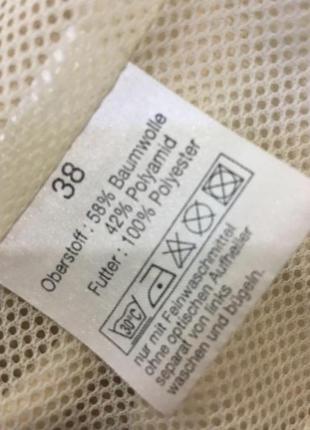 38
Oberstoff : 58% Baumwolle
42% Polyamid
Futter : 100% Polyester
30°C
nur mit Feinwaschmittel
ohne optischen Aufheller
separat von links
waschen und bügeln.